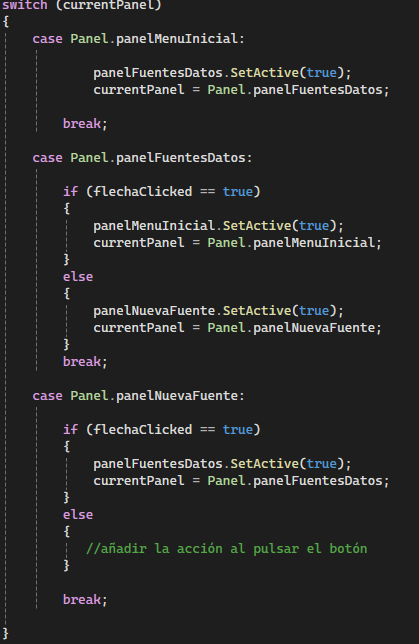 switch (currentPanel)
{
case Panel.panelMenuInicial:
panelFuentesDatos.SetActive(true);
currentPanel = Panel.panelFuentesDatos;
break;
case Panel.panelFuentesDatos:
if (flechaClicked == true)
{
panelMenuInicial.SetActive(true);
currentPanel = Panel.panelMenuInicial;
}
else
{
panelNuevaFuente.SetActive(true);
currentPanel = Panel.panelNuevaFuente;
}
break;
case Panel.panelNuevaFuente:
if (flechaClicked == true)
{
panelFuentesDatos.SetActive(true);
currentPanel = Panel.panelFuentesDatos;
}
else
{
//añadir la acción al pulsar el botón
}
break;
}